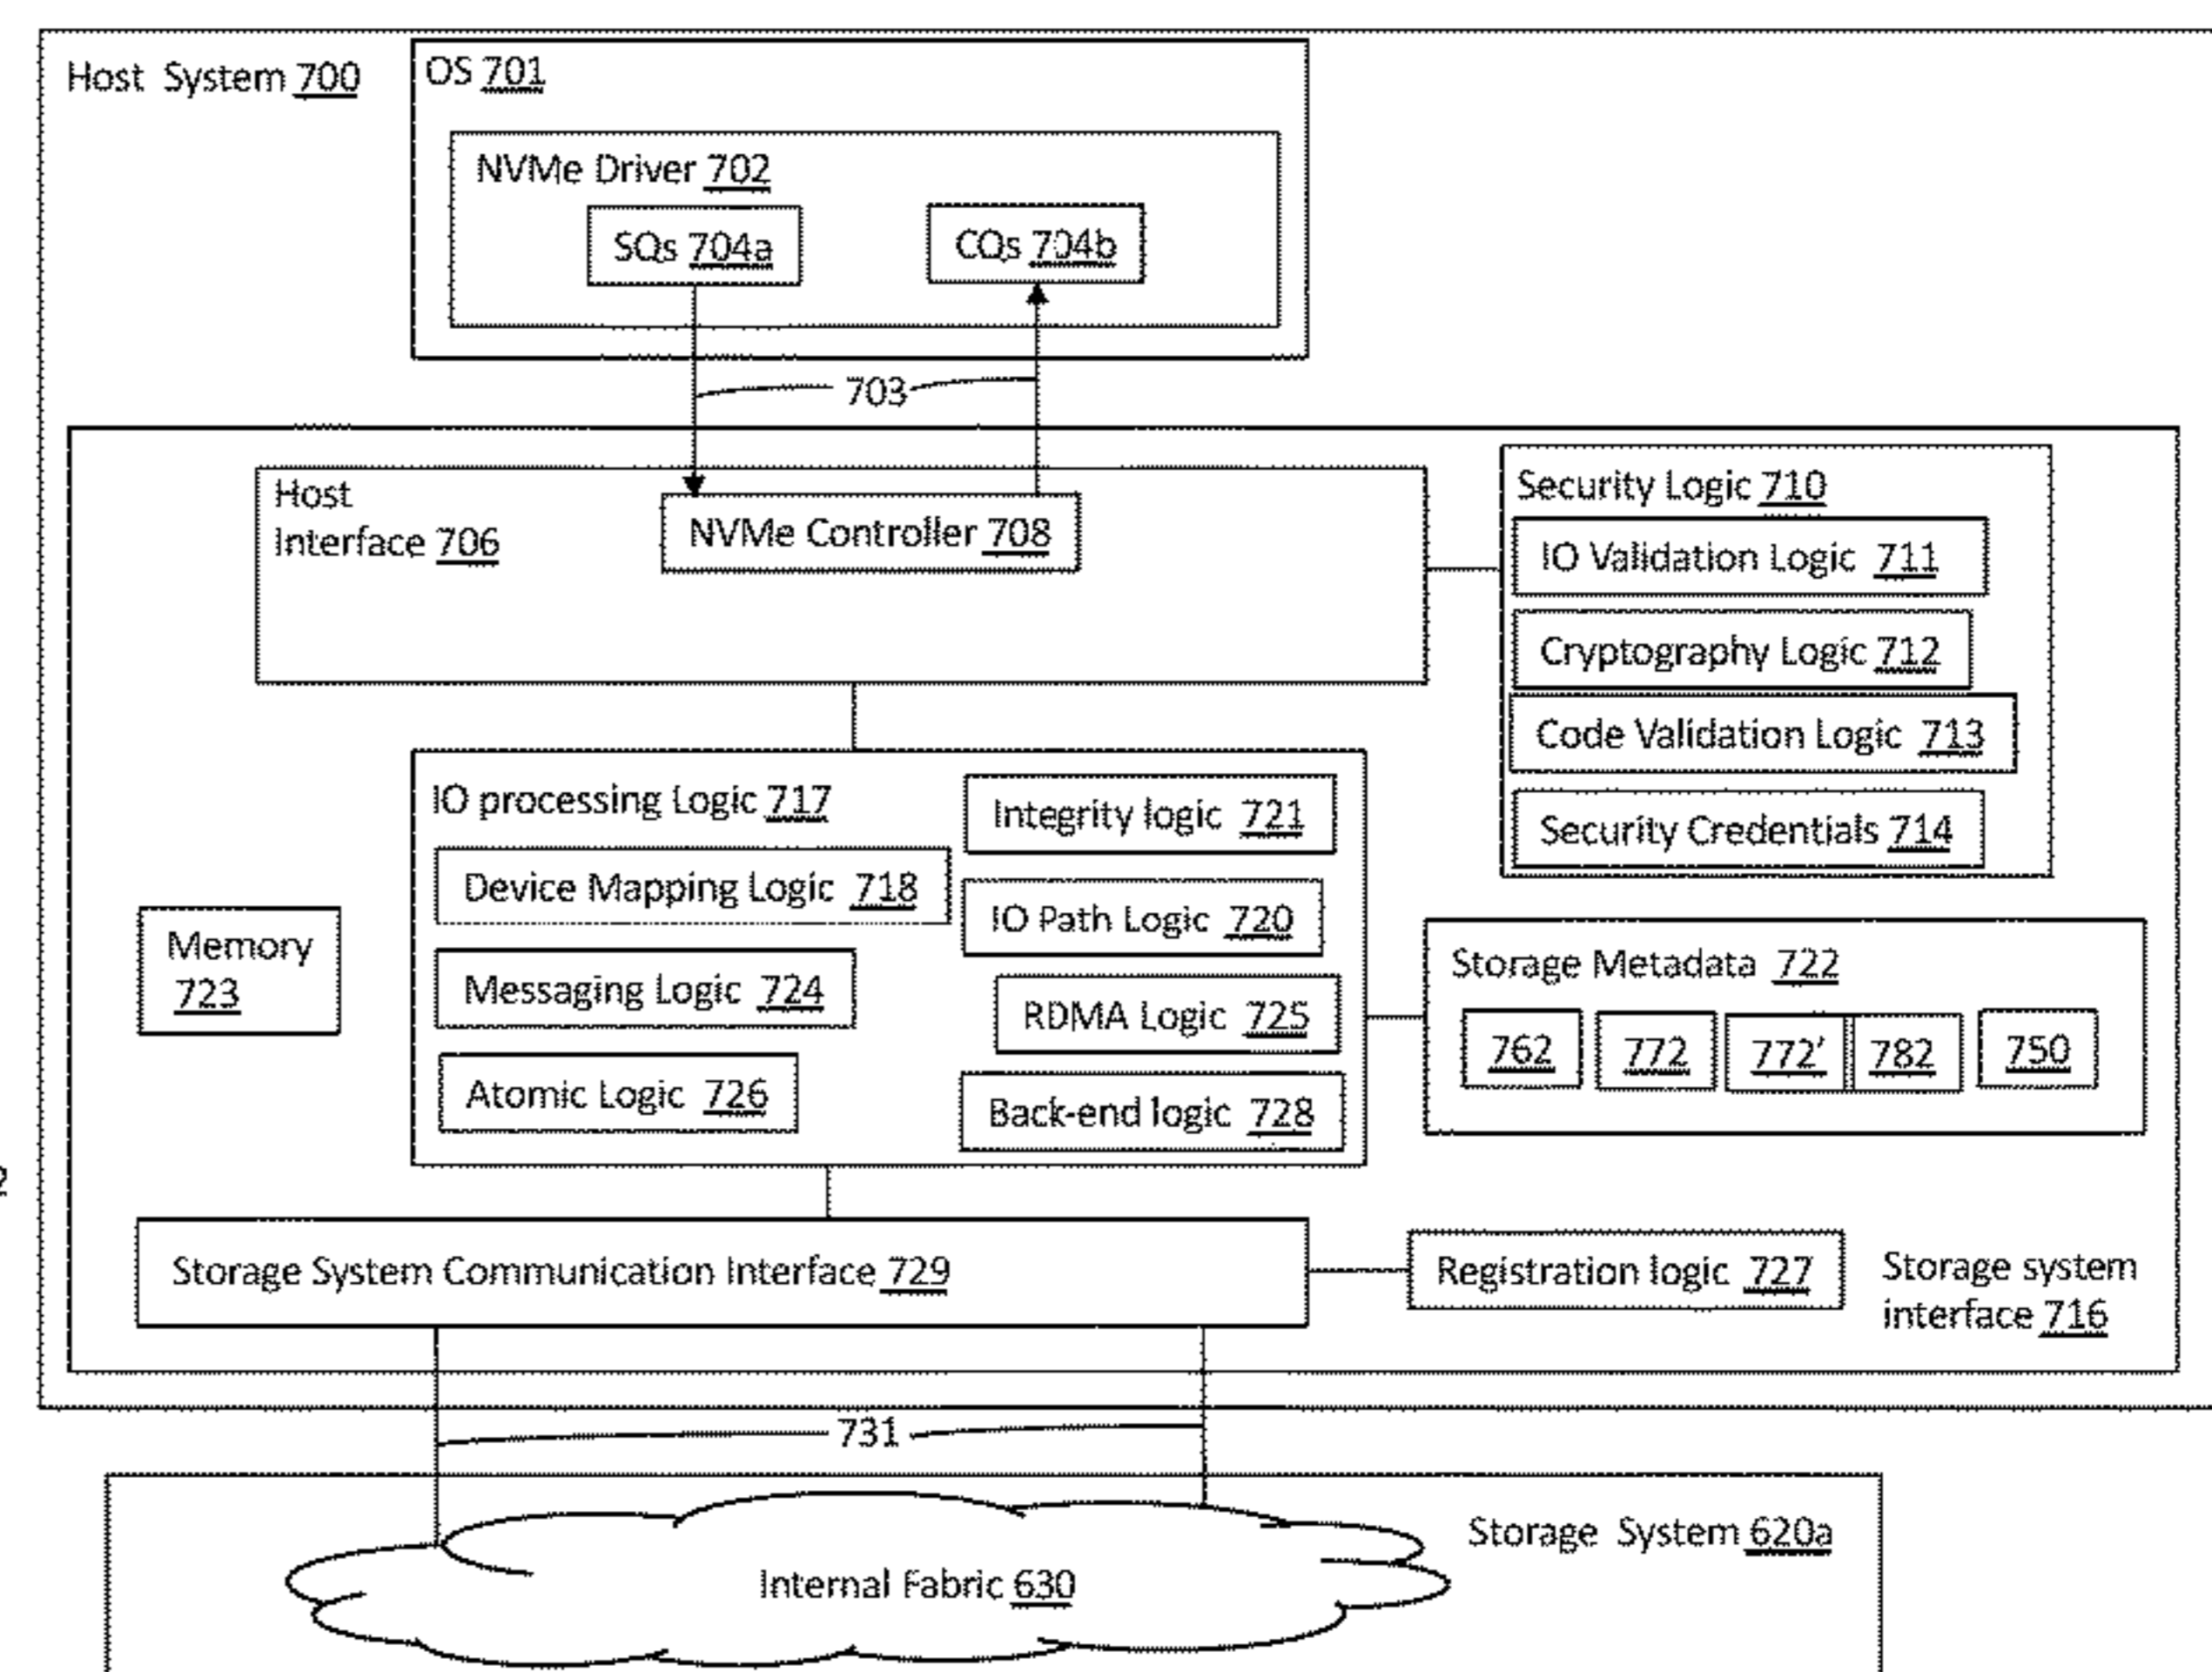 Host System 700
OS 701
NVMe Driver 702
SQs 704a
CQs 704b
703
Host
Interface 706
NVMe Controller 708
Security Logic 710
IO Validation Logic 711
Cryptography Logic 712
Code Validation Logic 713
Security Credentials 714
IO processing Logic 717
Integrity logic 721
Device Mapping Logic 718
IO Path Logic 720
Messaging Logic 724
RDMA Logic 725
Atomic Logic 726
Back-end logic 728
Memory
723
Storage Metadata 722
762 772 772' 782 750
Storage System Communication Interface 729
Registration logic 727
Storage system
interface 716
731
Storage System 620a
Internal Fabric 630